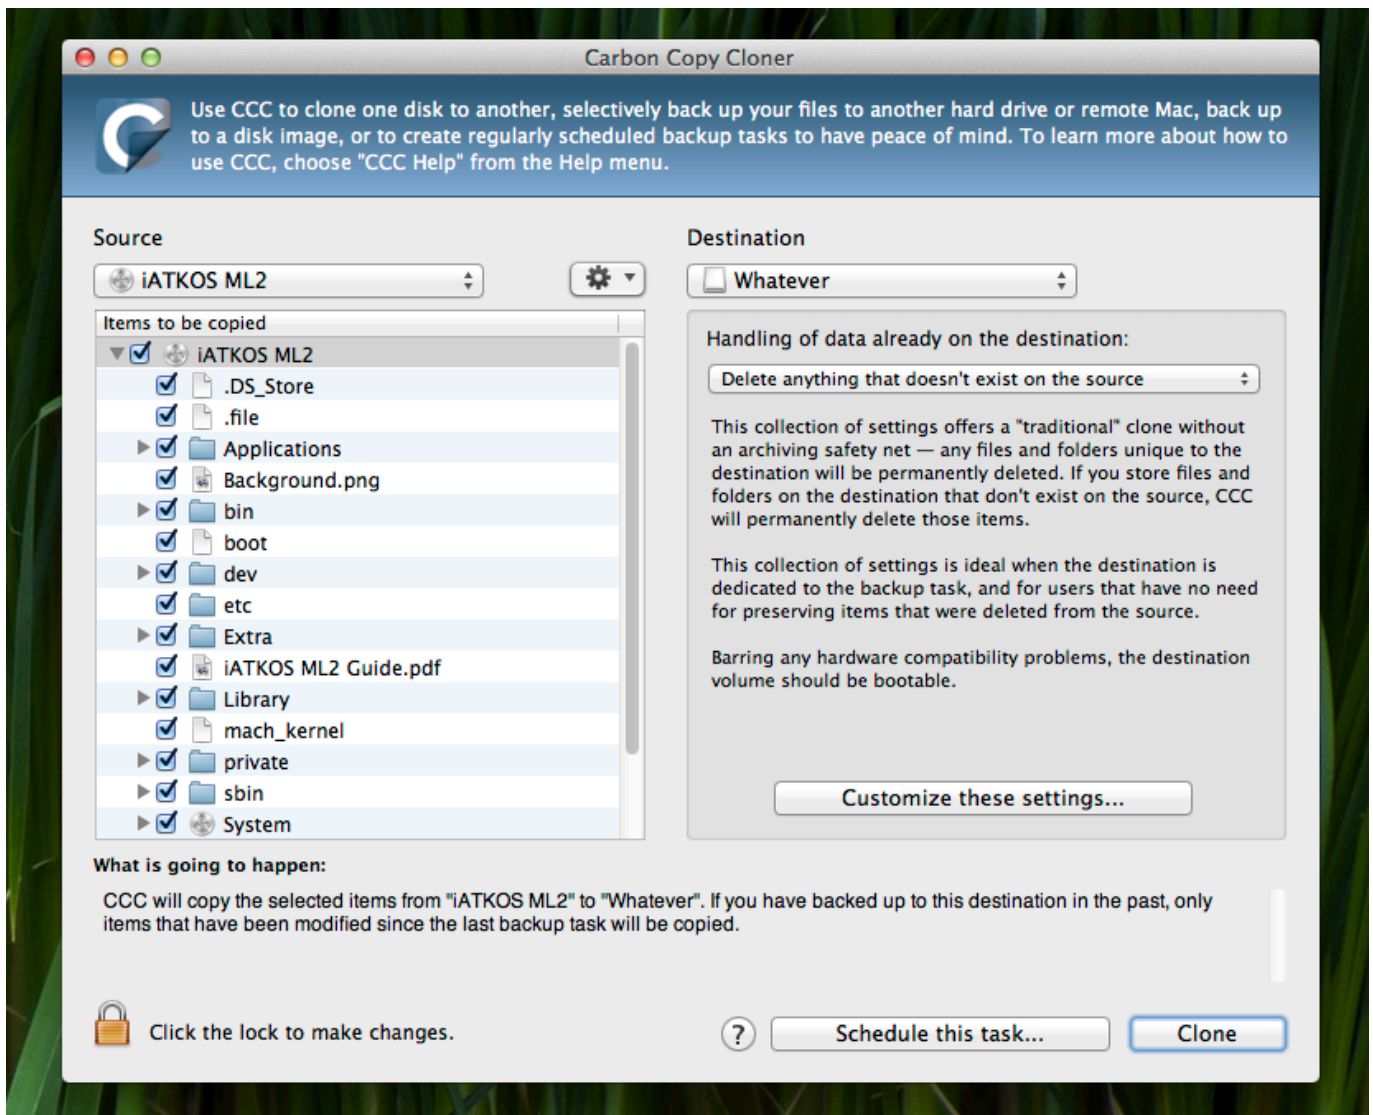 Carbon Copy Cloner
Use CCC to clone one disk to another, selectively back up your files to another hard drive or remote Mac, back up
to a disk image, or to create regularly scheduled backup tasks to have peace of mind. To learn more about how to
use CCC, choose "CCC Help" from the Help menu.
Source
iATKOS ML2
Items to be copied
iATKOS ML2
.DS_Store
.file
Applications
Background.png
bin
boot
dev
etc
Extra
iATKOS ML2 Guide.pdf
Library
mach_kernel
private
sbin
System
Destination
Whatever
Handling of data already on the destination:
Delete anything that doesn't exist on the source
This collection of settings offers a "traditional" clone without
an archiving safety net — any files and folders unique to the
destination will be permanently deleted. If you store files and
folders on the destination that don't exist on the source, CCC
will permanently delete those items.
This collection of settings is ideal when the destination is
dedicated to the backup task, and for users that have no need
for preserving items that were deleted from the source.
Barring any hardware compatibility problems, the destination
volume should be bootable.
Customize these settings...
What is going to happen:
CCC will copy the selected items from "iATKOS ML2" to "Whatever". If you have backed up to this destination in the past, only
items that have been modified since the last backup task will be copied.
Click the lock to make changes.
?
Schedule this task...
Clone